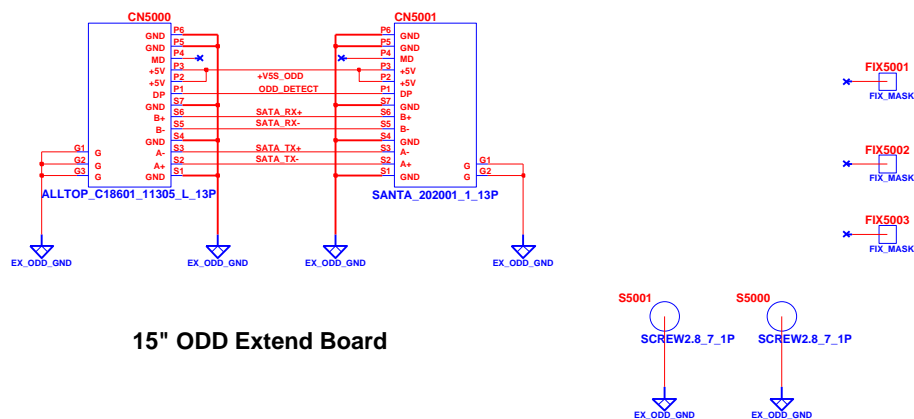 CN5000
P6 GND
P5 GND
P4 MD
P3 +5V
P2 +5V
P1 DP
S7 GND
S6 B+
S5 B-
S4 GND
S3 A-
S2 A+
S1 GND
G1 G
G2 G
G3 G
ALLTOP_C18601_11305_L_13P
+V5S_ODD
ODD_DETECT
SATA_RX+
SATA_RX-
SATA_TX+
SATA_TX-
CN5001
P6 GND
P5 GND
P4 MD
P3 +5V
P2 +5V
P1 DP
S7 GND
S6 B+
S5 B-
S4 GND
S3 A-
S2 A+
S1 GND
G G1
G G2
SANTA_202001_1_13P
EX_ODD_GND
EX_ODD_GND
EX_ODD_GND
EX_ODD_GND
FIX5001
FIX_MASK
FIX5002
FIX_MASK
FIX5003
FIX_MASK
15" ODD Extend Board
S5001
SCREW2.8_7_1P
EX_ODD_GND
S5000
SCREW2.8_7_1P
EX_ODD_GND